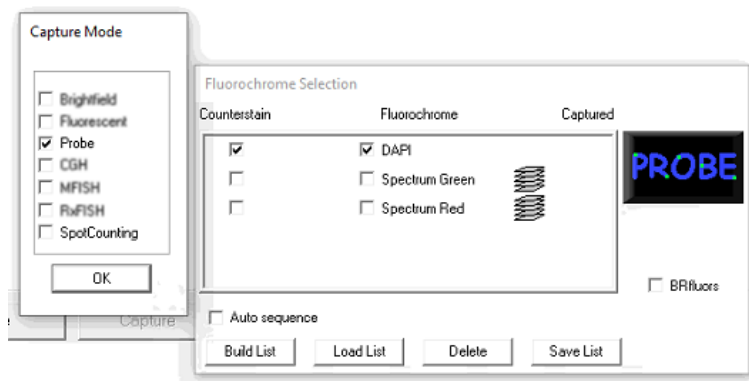 Capture Mode
Brightfield
Fluorescent
Probe
CGH
MFISH
RxFISH
SpotCounting
OK
Capture
Fluorochrome Selection
Counterstain Fluorochrome Captured
DAPI
Spectrum Green
Spectrum Red
PROBE
BRfluors
Auto sequence
Build List Load List Delete Save List